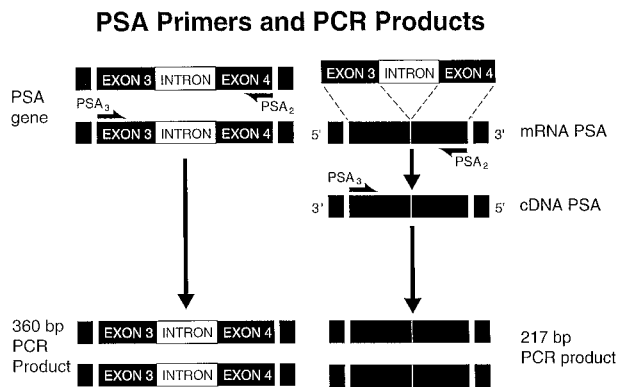 PSA Primers and PCR Products
EXON 3 INTRON EXON 4
PSA gene
PSA3
PSA2
EXON 3 INTRON EXON 4
EXON 3 INTRON EXON 4
5' 3' mRNA PSA
PSA2
PSA3
3' 5' cDNA PSA
360 bp
PCR
Product
EXON 3 INTRON EXON 4
EXON 3 INTRON EXON 4
217 bp
PCR product